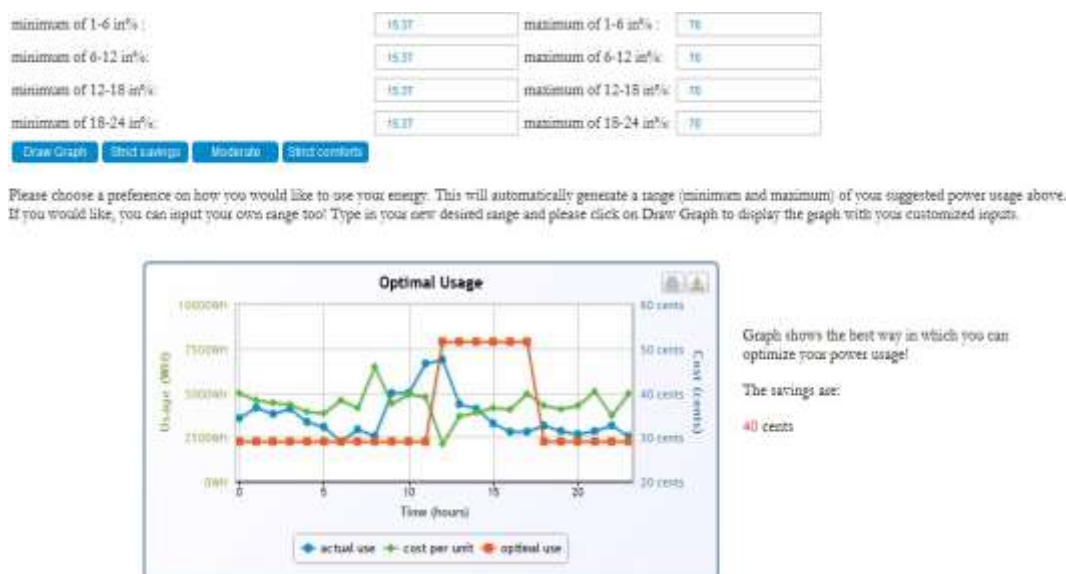 minimum of 1-6 in% : 15.37 maximum of 1-6 in% : 70
minimum of 6-12 in%: 15.37 maximum of 6-12 in%: 70
minimum of 12-18 in%: 15.37 maximum of 12-18 in%: 70
minimum of 18-24 in%: 15.37 maximum of 18-24 in%: 70
Draw Graph Strict savings Moderate Strict comforts
Please choose a preference on how you would like to use your energy. This will automatically generate a range (minimum and maximum) of your suggested power usage above.
If you would like, you can input your own range too! Type in your new desired range and please click on Draw Graph to display the graph with your customized inputs.
Optimal Usage
10000WH 60 cents
7500WH 50 cents
5000WH 40 cents
2500WH 30 cents
0WH 20 cents
Usage (WH)
Cost (cents)
0 5 10 15 20
Time (hours)
actual use cost per unit optimal use
Graph shows the best way in which you can
optimize your power usage!
The savings are:
40 cents